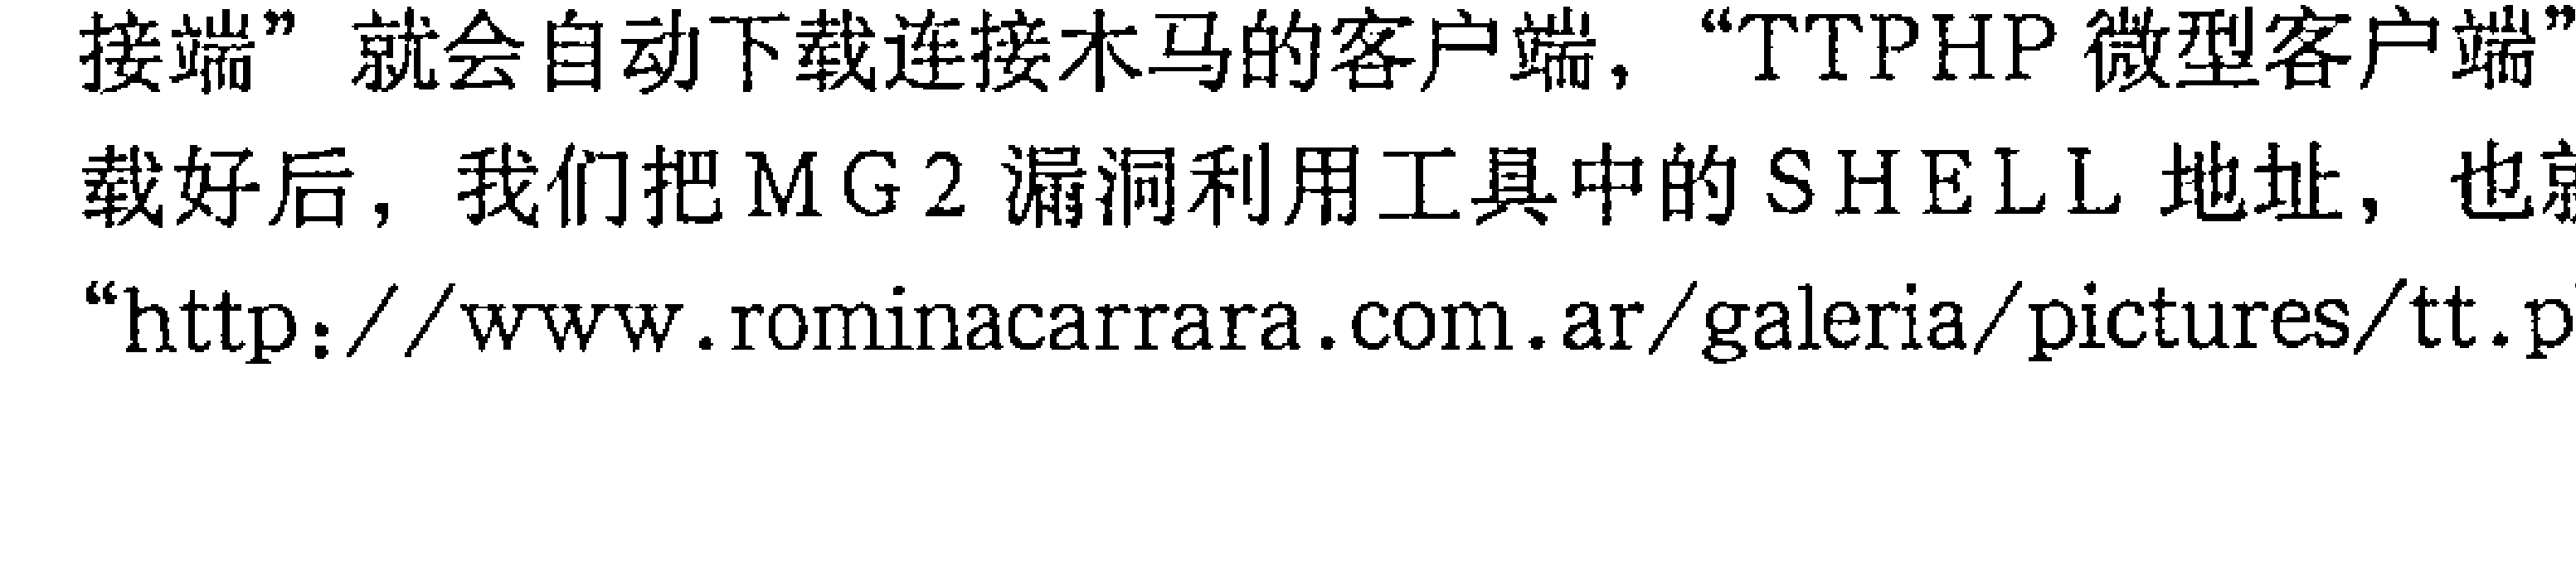 接端”就会自动下载连接木马的客户端，“TTPHP微型客户端”
载好后，我们把MG2漏洞利用工具中的SHELL地址，也
“http://www.rominacarrara.com.ar/galeria/pictures/tt.p